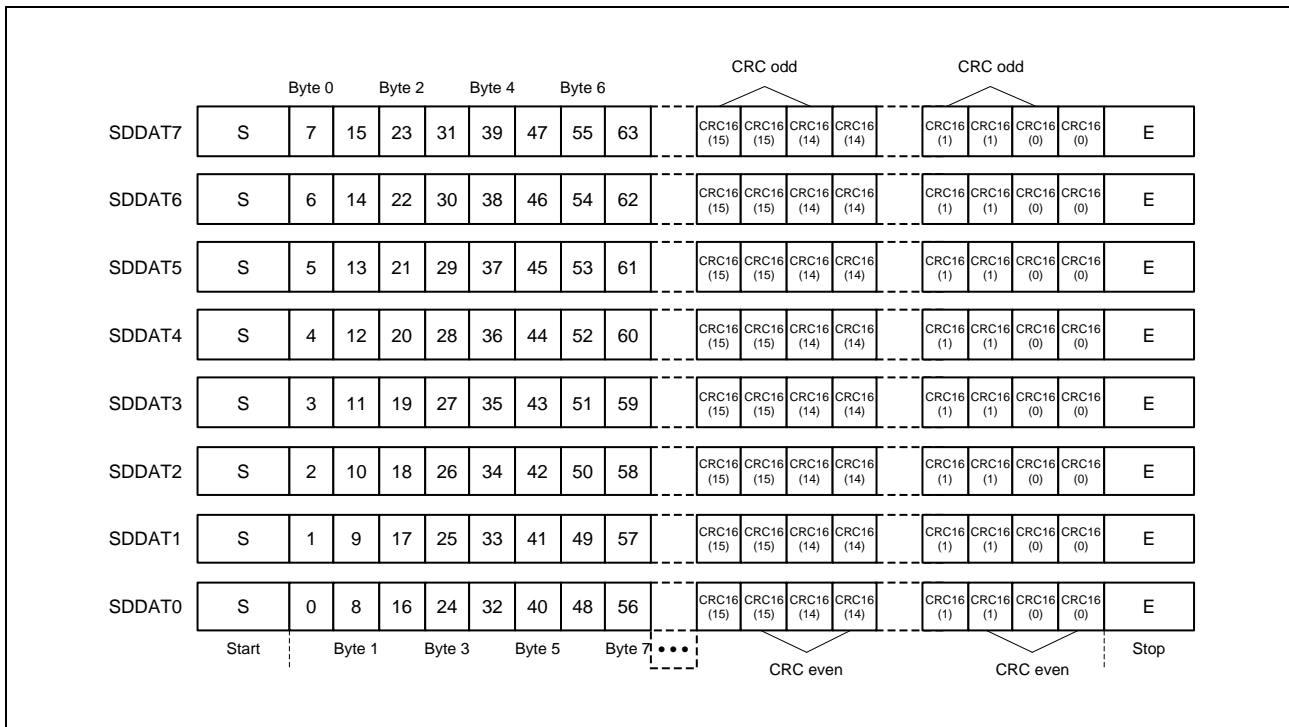 CRC odd CRC odd
Byte 0 Byte 2 Byte 4 Byte 6
SDDAT7 S 7 15 23 31 39 47 55 63 CRC16 (15) CRC16 (15) CRC16 (14) CRC16 (14) CRC16 (1) CRC16 (1) CRC16 (0) CRC16 (0) E
SDDAT6 S 6 14 22 30 38 46 54 62 CRC16 (15) CRC16 (15) CRC16 (14) CRC16 (14) CRC16 (1) CRC16 (1) CRC16 (0) CRC16 (0) E
SDDAT5 S 5 13 21 29 37 45 53 61 CRC16 (15) CRC16 (15) CRC16 (14) CRC16 (14) CRC16 (1) CRC16 (1) CRC16 (0) CRC16 (0) E
SDDAT4 S 4 12 20 28 36 44 52 60 CRC16 (15) CRC16 (15) CRC16 (14) CRC16 (14) CRC16 (1) CRC16 (1) CRC16 (0) CRC16 (0) E
SDDAT3 S 3 11 19 27 35 43 51 59 CRC16 (15) CRC16 (15) CRC16 (14) CRC16 (14) CRC16 (1) CRC16 (1) CRC16 (0) CRC16 (0) E
SDDAT2 S 2 10 18 26 34 42 50 58 CRC16 (15) CRC16 (15) CRC16 (14) CRC16 (14) CRC16 (1) CRC16 (1) CRC16 (0) CRC16 (0) E
SDDAT1 S 1 9 17 25 33 41 49 57 CRC16 (15) CRC16 (15) CRC16 (14) CRC16 (14) CRC16 (1) CRC16 (1) CRC16 (0) CRC16 (0) E
SDDAT0 S 0 8 16 24 32 40 48 56 CRC16 (15) CRC16 (15) CRC16 (14) CRC16 (14) CRC16 (1) CRC16 (1) CRC16 (0) CRC16 (0) E
Start Byte 1 Byte 3 Byte 5 Byte 7 ••• Stop
CRC even CRC even